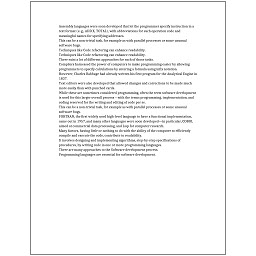 Assembly languages were soon developed that let the programmer specify instruction in a
text format (e.g., ADD X, TOTAL), with abbreviations for each operation code and
meaningful names for specifying addresses.
This can be a non-trivial task, for example as with parallel processes or some unusual
software bugs.
Techniques like Code refactoring can enhance readability.
Techniques like Code refactoring can enhance readability.
There exist a lot of different approaches for each of those tasks.
Compilers harnessed the power of computers to make programming easier by allowing
programmers to specify calculations by entering a formula using infix notation.
However, Charles Babbage had already written his first program for the Analytical Engine in
1837.
Text editors were also developed that allowed changes and corrections to be made much
more easily than with punched cards.
While these are sometimes considered programming, often the term software development
is used for this larger overall process – with the terms programming, implementation, and
coding reserved for the writing and editing of code per se.
This can be a non-trivial task, for example as with parallel processes or some unusual
software bugs.
FORTRAN, the first widely used high-level language to have a functional implementation,
came out in 1957, and many other languages were soon developed—in particular, COBOL
aimed at commercial data processing, and Lisp for computer research.
Many factors, having little or nothing to do with the ability of the computer to efficiently
compile and execute the code, contribute to readability.
It involves designing and implementing algorithms, step-by-step specifications of
procedures, by writing code in one or more programming languages.
There are many approaches to the Software development process.
Programming languages are essential for software development.